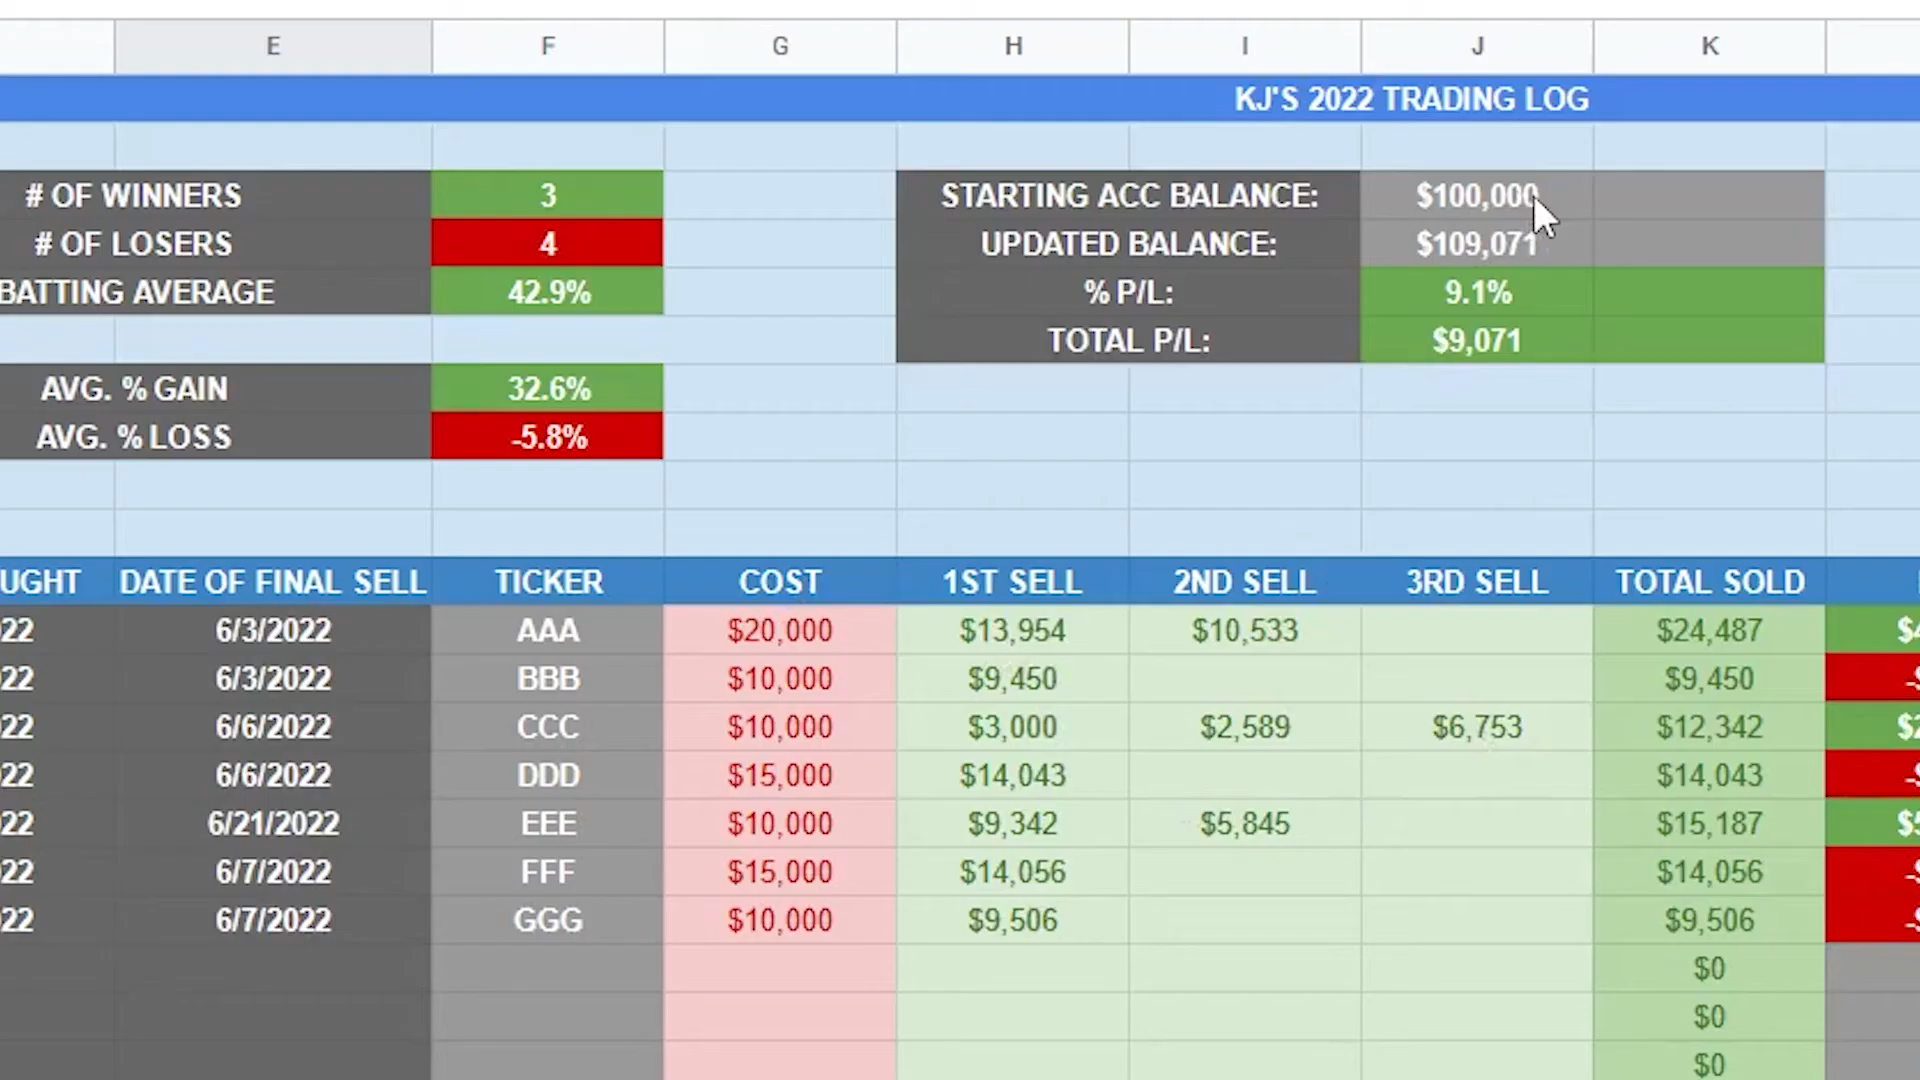 E F G H I J K
KJ'S 2022 TRADING LOG
# OF WINNERS 3 STARTING ACC BALANCE: $100,000
# OF LOSERS 4 UPDATED BALANCE: $109,071
BATTING AVERAGE 42.9% % P/L: 9.1%
TOTAL P/L: $9,071
AVG. % GAIN 32.6%
AVG. % LOSS -5.8%
UGHT DATE OF FINAL SELL TICKER COST 1ST SELL 2ND SELL 3RD SELL TOTAL SOLD
22 6/3/2022 AAA $20,000 $13,954 $10,533 $24,487 $4
22 6/3/2022 BBB $10,000 $9,450 $9,450 -$
22 6/6/2022 CCC $10,000 $3,000 $2,589 $6,753 $12,342 $2
22 6/6/2022 DDD $15,000 $14,043 $14,043 -$
22 6/21/2022 EEE $10,000 $9,342 $5,845 $15,187 $5
22 6/7/2022 FFF $15,000 $14,056 $14,056 -$
22 6/7/2022 GGG $10,000 $9,506 $9,506 -$
$0
$0
$0